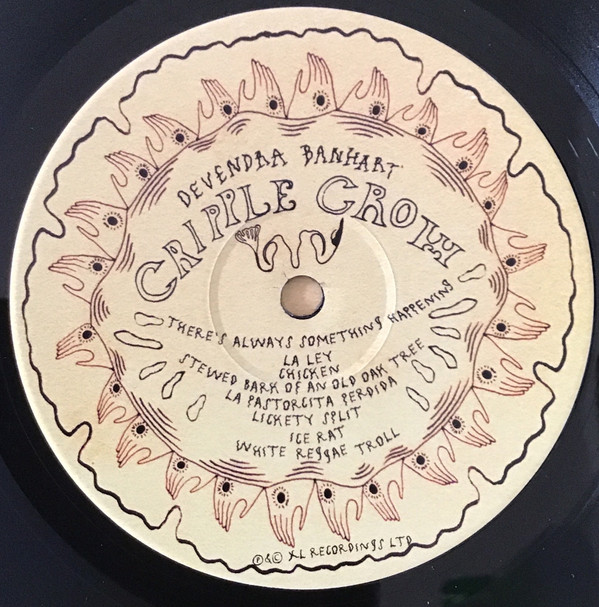 DEVENDRA BANHART
CRIPPLE CROW
THERE'S ALWAYS SOMETHING HAPPENING
LA LEY
CHICKEN
STEWED BARK OF AN OLD OAK TREE
LA PASTORCITA PERDIDA
LICKETY SPLIT
ICE RAT
WHITE REGGAE TROLL
℗ & © XL RECORDINGS LTD